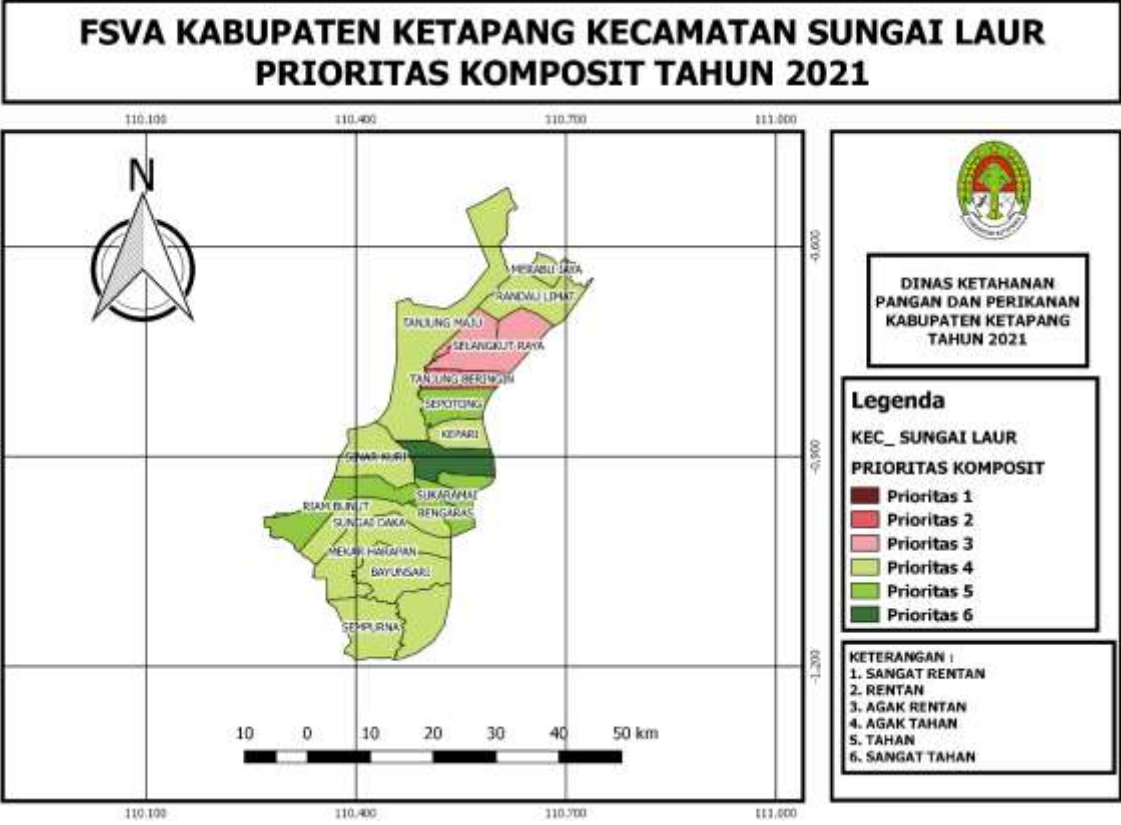 FSVA KABUPATEN KETAPANG KECAMATAN SUNGAI LAUR
PRIORITAS KOMPOSIT TAHUN 2021
110.100 110.400 110.700 111.000
N
-0.600
MERABU JAYA
RANDAU LIMAT
TANJUNG MAJU
SELANGKUT RAYA
TANJUNG BERINGIN
SEPOTONG
KEPARI
SINAR KURI
-0.900
SUKARAMAI
RIAM BUNUT
BENGARAS
SUNGAI DAKA
MEKAR HARAPAN
BAYUNSARI
SEMPURNA
-1.200
10 0 10 20 30 40 50 km
110.100 110.400 110.700 111.000
DINAS KETAHANAN
PANGAN DAN PERIKANAN
KABUPATEN KETAPANG
TAHUN 2021
Legenda
KEC_ SUNGAI LAUR
PRIORITAS KOMPOSIT
Prioritas 1
Prioritas 2
Prioritas 3
Prioritas 4
Prioritas 5
Prioritas 6
KETERANGAN :
1. SANGAT RENTAN
2. RENTAN
3. AGAK RENTAN
4. AGAK TAHAN
5. TAHAN
6. SANGAT TAHAN